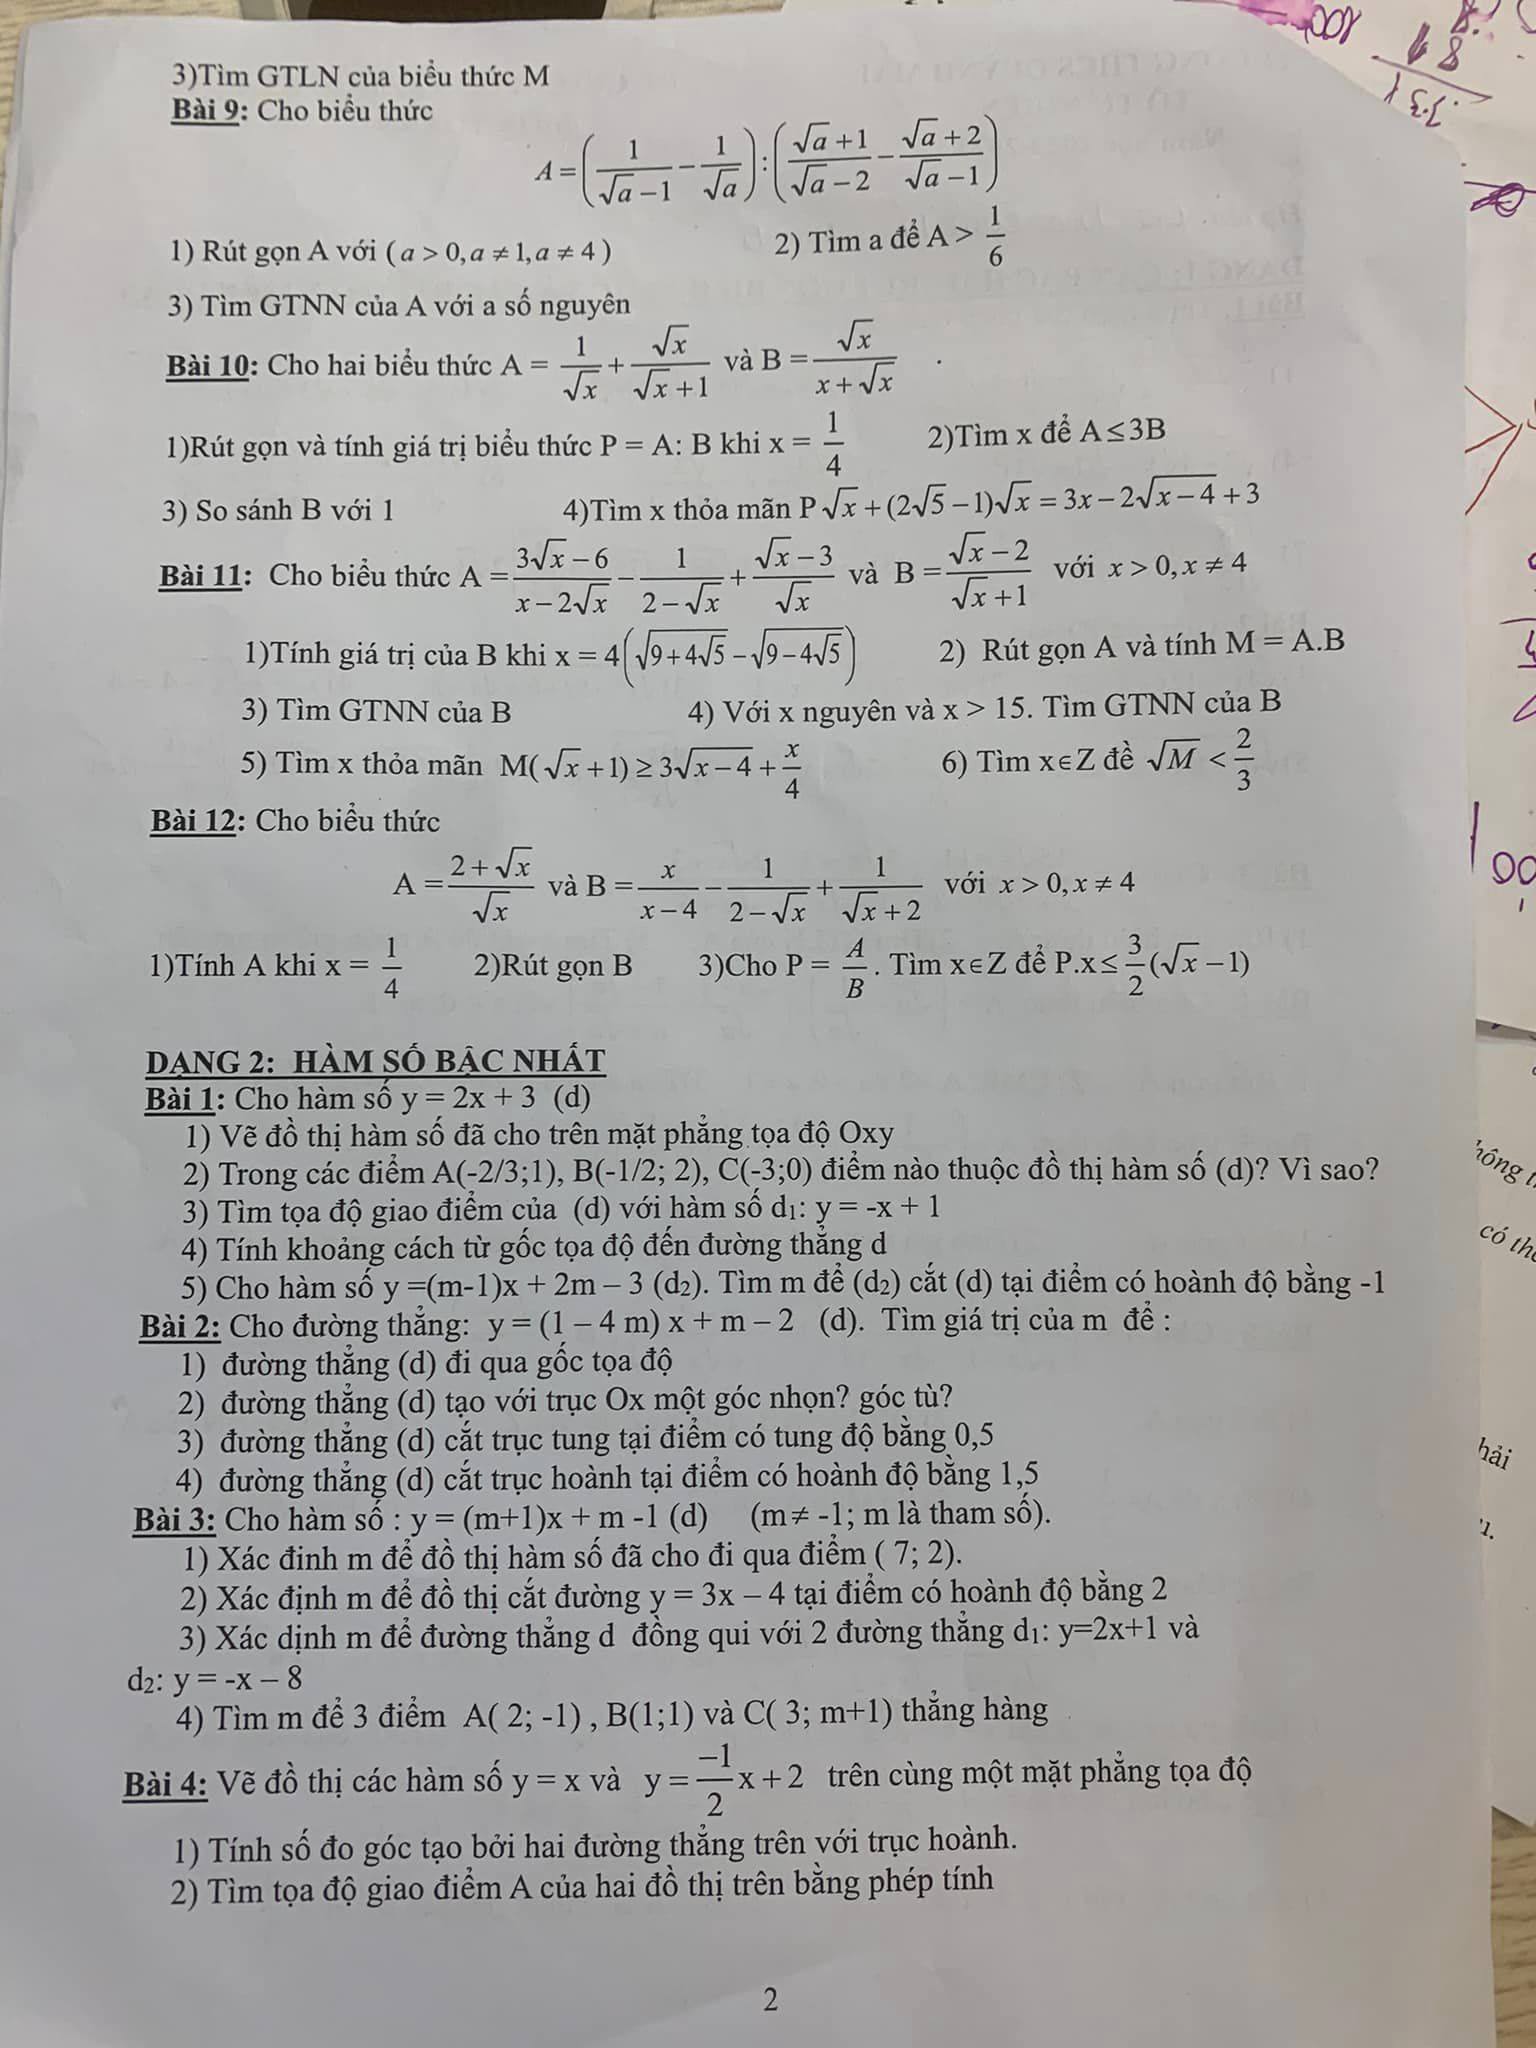 3)Tìm GTLN của biểu thức M
Bài 9: Cho biểu thức
A = (1/(√a − 1) − 1/√a) : ((√a + 1)/(√a − 2) − (√a + 2)/(√a − 1))
1) Rút gọn A với ( a > 0, a ≠ 1, a ≠ 4 ) 2) Tìm a để A > 1/6
3) Tìm GTNN của A với a số nguyên
Bài 10: Cho hai biểu thức A = 1/√x + √x/(√x + 1) và B = √x/(x + √x) .
1)Rút gọn và tính giá trị biểu thức P = A: B khi x = 1/4 2)Tìm x để A ≤ 3B
3) So sánh B với 1 4)Tìm x thỏa mãn P√x + (2√5 − 1)√x = 3x − 2√(x − 4) + 3
Bài 11: Cho biểu thức A = (3√x − 6)/(x − 2√x) − 1/(2 − √x) + (√x − 3)/√x và B = (√x − 2)/(√x + 1) với x > 0, x ≠ 4
1)Tính giá trị của B khi x = 4(√(9 + 4√5) − √(9 − 4√5)) 2) Rút gọn A và tính M = A.B
3) Tìm GTNN của B 4) Với x nguyên và x > 15. Tìm GTNN của B
5) Tìm x thỏa mãn M(√x + 1) ≥ 3√(x − 4) + x/4 6) Tìm x∈Z đề √M < 2/3
Bài 12: Cho biểu thức
A = (2 + √x)/√x và B = x/(x − 4) − 1/(2 − √x) + 1/(√x + 2) với x > 0, x ≠ 4
1)Tính A khi x = 1/4 2)Rút gọn B 3)Cho P = A/B . Tìm x∈Z để P.x ≤ 3/2(√x − 1)
DẠNG 2: HÀM SỐ BẬC NHẤT
Bài 1: Cho hàm số y = 2x + 3 (d)
1) Vẽ đồ thị hàm số đã cho trên mặt phẳng tọa độ Oxy
2) Trong các điểm A(-2/3;1), B(-1/2; 2), C(-3;0) điểm nào thuộc đồ thị hàm số (d)? Vì sao?
3) Tìm tọa độ giao điểm của (d) với hàm số d₁: y = -x + 1
4) Tính khoảng cách từ gốc tọa độ đến đường thẳng d
5) Cho hàm số y =(m-1)x + 2m – 3 (d₂). Tìm m để (d₂) cắt (d) tại điểm có hoành độ bằng -1
Bài 2: Cho đường thẳng: y = (1 – 4 m) x + m – 2 (d). Tìm giá trị của m để :
1) đường thẳng (d) đi qua gốc tọa độ
2) đường thẳng (d) tạo với trục Ox một góc nhọn? góc tù?
3) đường thẳng (d) cắt trục tung tại điểm có tung độ bằng 0,5
4) đường thẳng (d) cắt trục hoành tại điểm có hoành độ bằng 1,5
Bài 3: Cho hàm số : y = (m+1)x + m -1 (d) (m ≠ -1; m là tham số).
1) Xác đinh m để đồ thị hàm số đã cho đi qua điểm ( 7; 2).
2) Xác định m để đồ thị cắt đường y = 3x – 4 tại điểm có hoành độ bằng 2
3) Xác dịnh m để đường thẳng d đồng qui với 2 đường thẳng d₁: y=2x+1 và
d₂: y = -x – 8
4) Tìm m để 3 điểm A( 2; -1) , B(1;1) và C( 3; m+1) thẳng hàng
Bài 4: Vẽ đồ thị các hàm số y = x và y = −1/2 x + 2 trên cùng một mặt phẳng tọa độ
1) Tính số đo góc tạo bởi hai đường thẳng trên với trục hoành.
2) Tìm tọa độ giao điểm A của hai đồ thị trên bằng phép tính
2
có